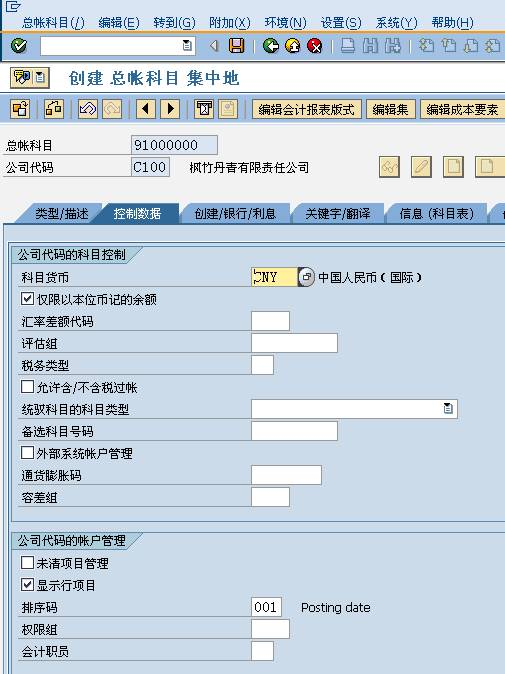 总帐科目(/) 编辑(E) 转到(G) 附加(X) 环境(N) 设置(S) 系统(Y) 帮助(H)
创建 总帐科目 集中地
编辑会计报表版式 编辑集 编辑成本要素
总帐科目 91000000
公司代码 C100 枫竹丹青有限责任公司
类型/描述 控制数据 创建/银行/利息 关键字/翻译 信息 (科目表)
公司代码的科目控制
科目货币 CNY 中国人民币 ( 国际 )
仅限以本位币记的余额
汇率差额代码
评估组
税务类型
允许含/不含税过帐
统驭科目的科目类型
备选科目号码
外部系统帐户管理
通货膨胀码
容差组
公司代码的帐户管理
未清项目管理
显示行项目
排序码 001 Posting date
权限组
会计职员